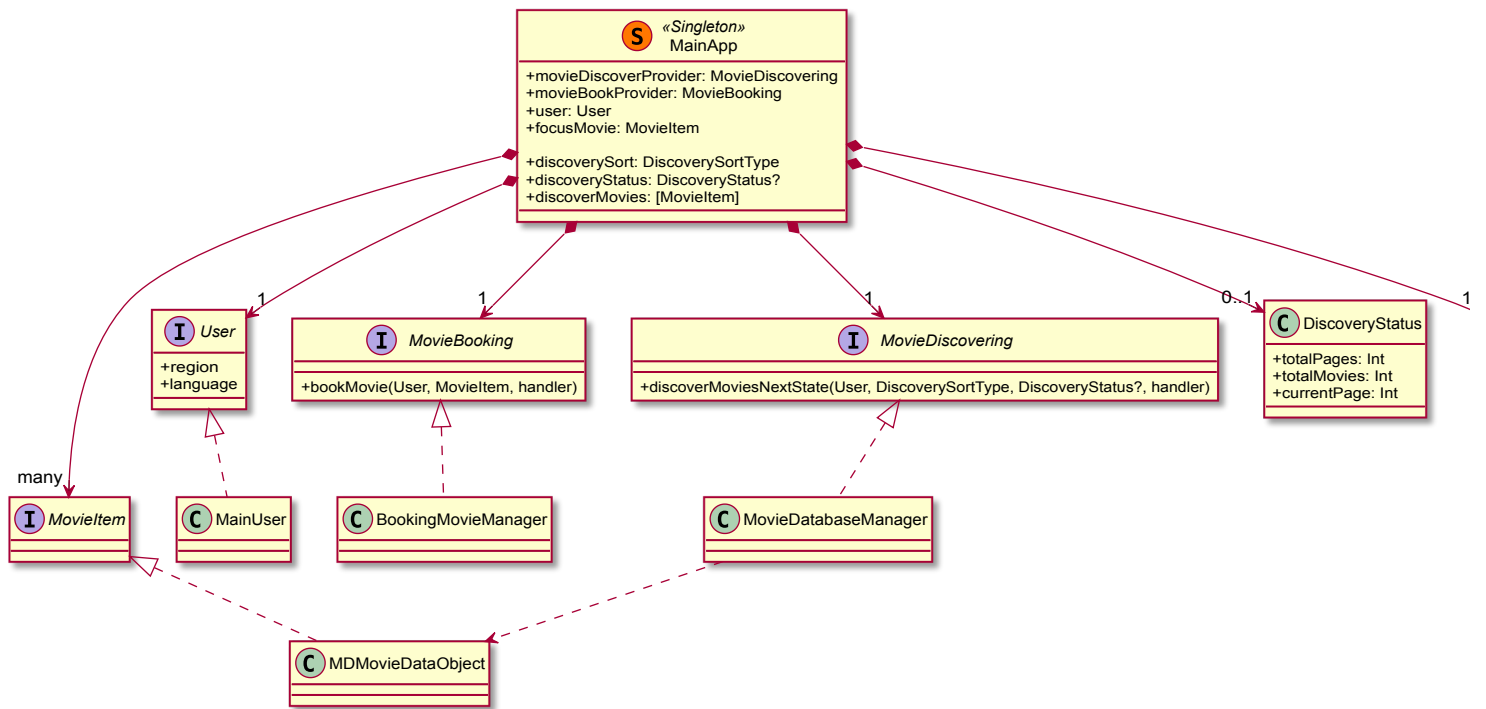 S
«Singleton»
MainApp
+movieDiscoverProvider: MovieDiscovering
+movieBookProvider: MovieBooking
+user: User
+focusMovie: MovieItem
+discoverySort: DiscoverySortType
+discoveryStatus: DiscoveryStatus?
+discoverMovies: [MovieItem]
1
1
1
0..1
1
I User
+region
+language
I MovieBooking
+bookMovie(User, MovieItem, handler)
I MovieDiscovering
+discoverMoviesNextState(User, DiscoverySortType, DiscoveryStatus?, handler)
C DiscoveryStatus
+totalPages: Int
+totalMovies: Int
+currentPage: Int
many
I MovieItem
C MainUser
C BookingMovieManager
C MovieDatabaseManager
C MDMovieDataObject